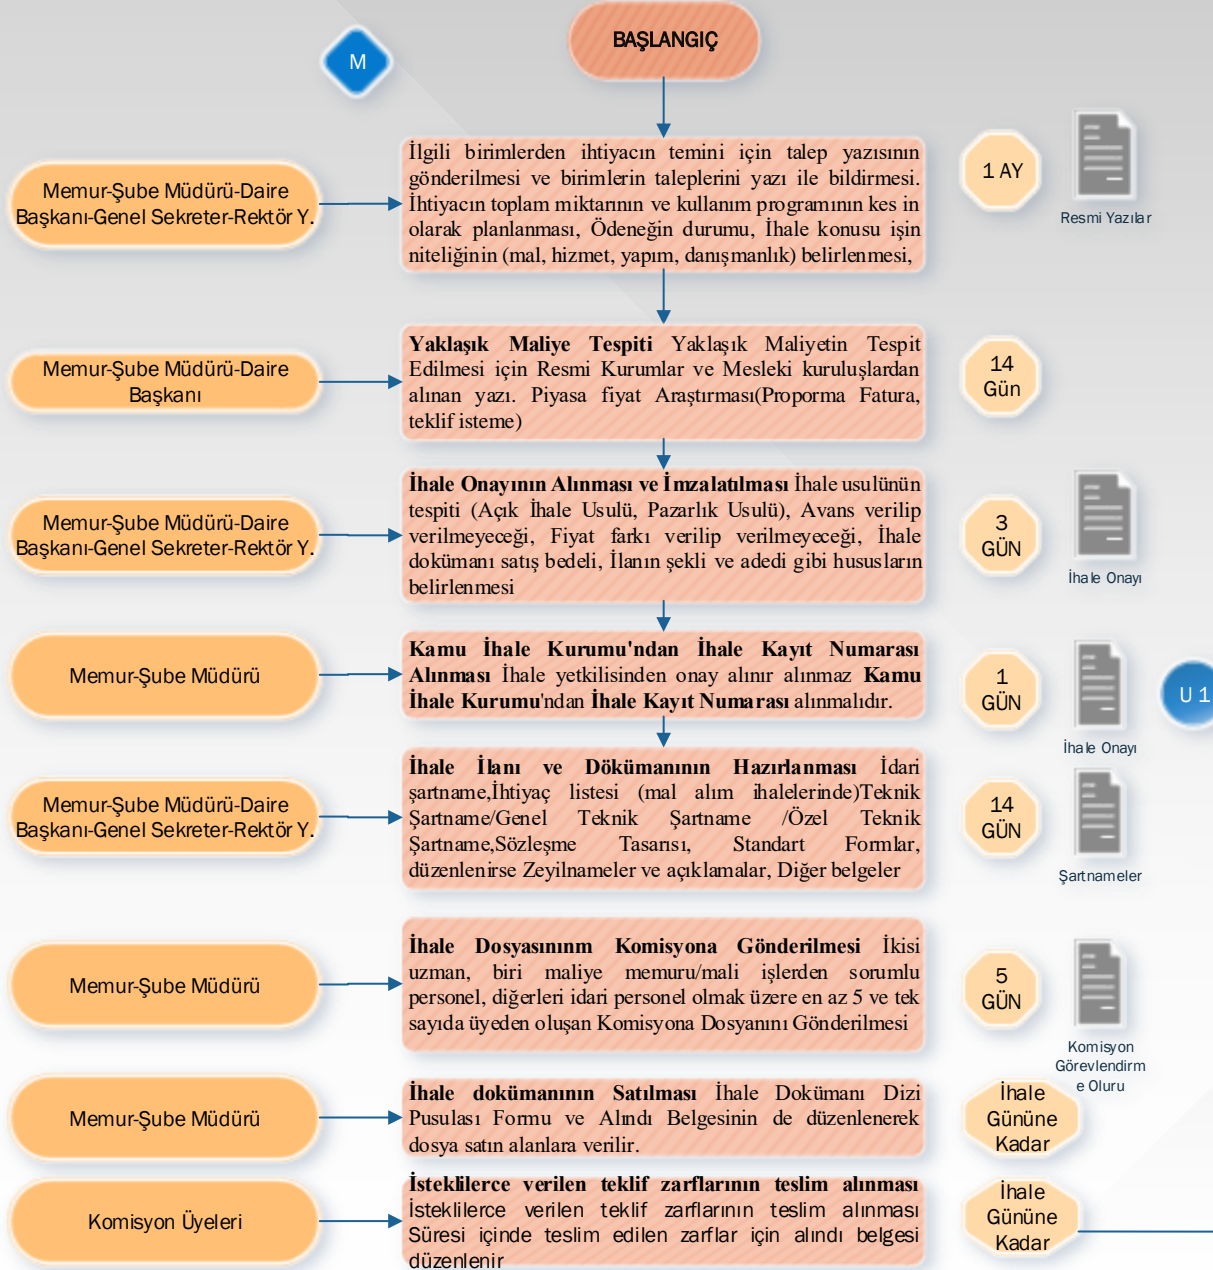 BAŞLANGIÇ
M
Memur-Şube Müdürü-Daire
Başkanı-Genel Sekreter-Rektör Y.
İlgili birimlerden ihtiyacın temini için talep yazısının
gönderilmesi ve birimlerin taleplerini yazı ile bildirmesi.
İhtiyacın toplam miktarının ve kullanım programının kes in
olarak planlanması, Ödeneğin durumu, İhale konusu işin
niteliğinin (mal, hizmet, yapım, danışmanlık) belirlenmesi,
1 AY
Resmi Yazılar
Memur-Şube Müdürü-Daire
Başkanı
Yaklaşık Maliye Tespiti Yaklaşık Maliyetin Tespit
Edilmesi için Resmi Kurumlar ve Mesleki kuruluşlardan
alınan yazı. Piyasa fiyat Araştırması(Proporma Fatura,
teklif isteme)
14
Gün
Memur-Şube Müdürü-Daire
Başkanı-Genel Sekreter-Rektör Y.
İhale Onayının Alınması ve İmzalatılması İhale usulünün
tespiti (Açık İhale Usulü, Pazarlık Usulü), Avans verilip
verilmeyeceği, Fiyat farkı verilip verilmeyeceği, İhale
dokümanı satış bedeli, İlanın şekli ve adedi gibi hususların
belirlenmesi
3
GÜN
İhale Onayı
Memur-Şube Müdürü
Kamu İhale Kurumu'ndan İhale Kayıt Numarası
Alınması İhale yetkilisinden onay alınır alınmaz Kamu
İhale Kurumu'ndan İhale Kayıt Numarası alınmalıdır.
1
GÜN
İhale Onayı
U 1
Memur-Şube Müdürü-Daire
Başkanı-Genel Sekreter-Rektör Y.
İhale İlanı ve Dökümanının Hazırlanması İdari
şartname,İhtiyaç listesi (mal alım ihalelerinde)Teknik
Şartname/Genel Teknik Şartname /Özel Teknik
Şartname,Sözleşme Tasarısı, Standart Formlar,
düzenlenirse Zeyilnameler ve açıklamalar, Diğer belgeler
14
GÜN
Şartnameler
Memur-Şube Müdürü
İhale Dosyasınınm Komisyona Gönderilmesi İkisi
uzman, biri maliye memuru/mali işlerden sorumlu
personel, diğerleri idari personel olmak üzere en az 5 ve tek
sayıda üyeden oluşan Komisyona Dosyanını Gönderilmesi
5
GÜN
Komisyon
Görevlendirm
e Oluru
Memur-Şube Müdürü
İhale dokümanının Satılması İhale Dokümanı Dizi
Pusulası Formu ve Alındı Belgesinin de düzenlenerek
dosya satın alanlara verilir.
İhale
Gününe
Kadar
Komisyon Üyeleri
İsteklilerce verilen teklif zarflarının teslim alınması
İsteklilerce verilen teklif zarflarının teslim alınması
Süresi içinde teslim edilen zarflar için alındı belgesi
düzenlenir
İhale
Gününe
Kadar